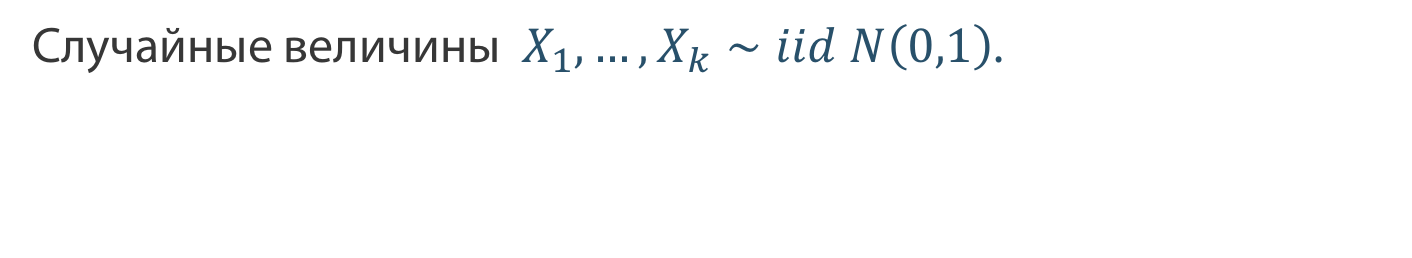 Случайные величины X₁, … , Xₖ ~ iid N(0,1).